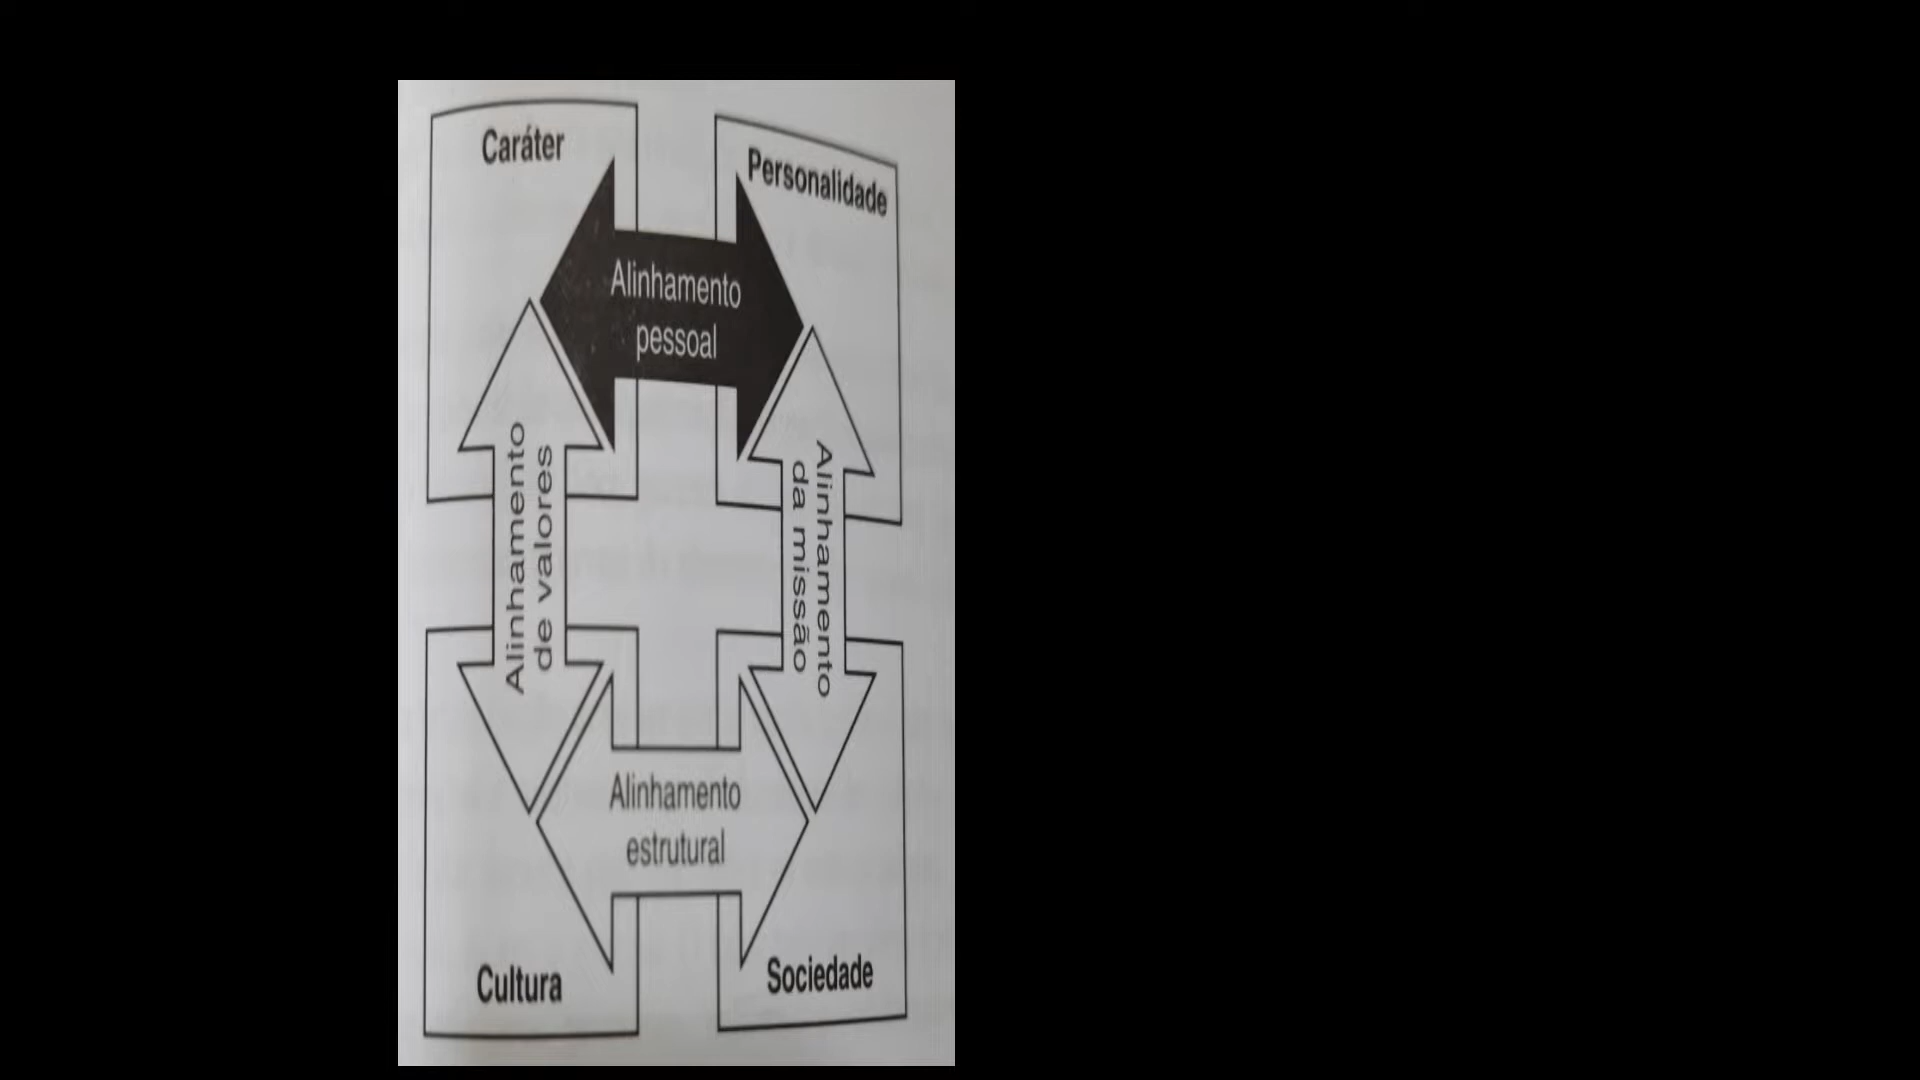 Caráter
Personalidade
Alinhamento
pessoal
Alinhamento
de valores
Alinhamento
da missão
Alinhamento
estrutural
Cultura
Sociedade